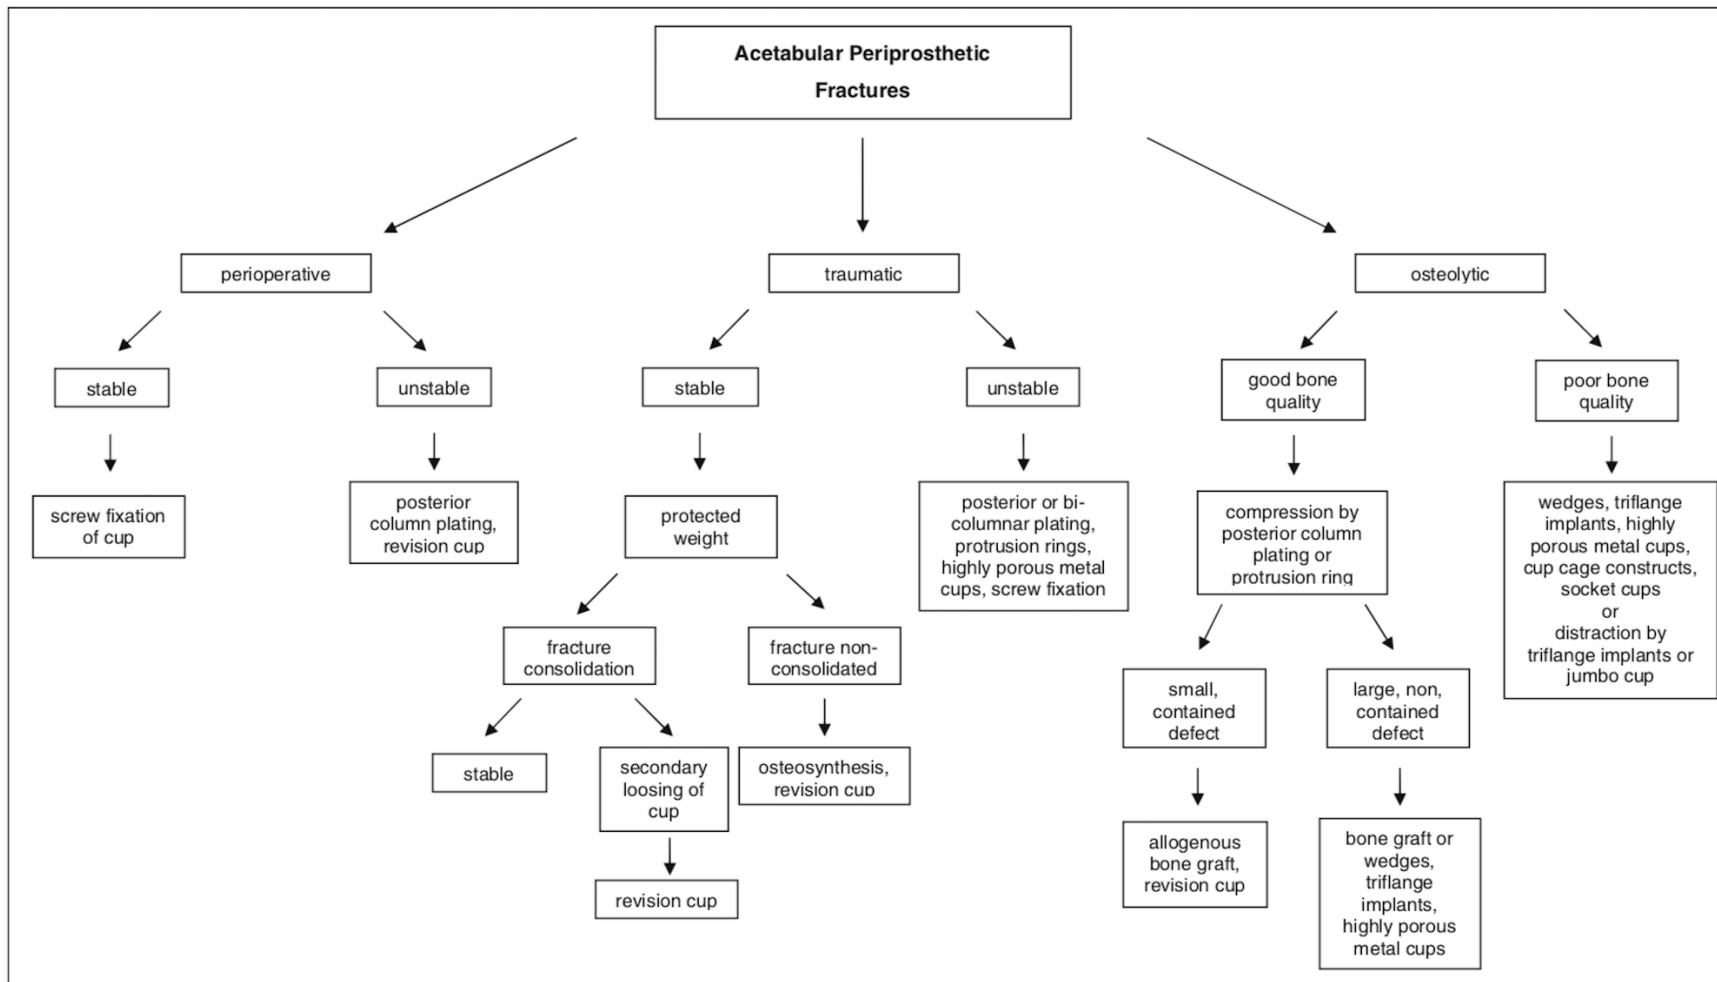 Acetabular Periprosthetic
Fractures
perioperative
traumatic
osteolytic
stable
unstable
stable
unstable
good bone
quality
poor bone
quality
screw fixation
of cup
posterior
column plating,
revision cup
protected
weight
posterior or bi-
columnar plating,
protrusion rings,
highly porous metal
cups, screw fixation
compression by
posterior column
plating or
protrusion ring
wedges, triflange
implants, highly
porous metal cups,
cup cage constructs,
socket cups
or
distraction by
triflange implants or
jumbo cup
fracture
consolidation
fracture non-
consolidated
small,
contained
defect
large, non,
contained
defect
stable
secondary
loosing of
cup
osteosynthesis,
revision cup
allogenous
bone graft,
revision cup
bone graft or
wedges,
triflange
implants,
highly porous
metal cups
revision cup